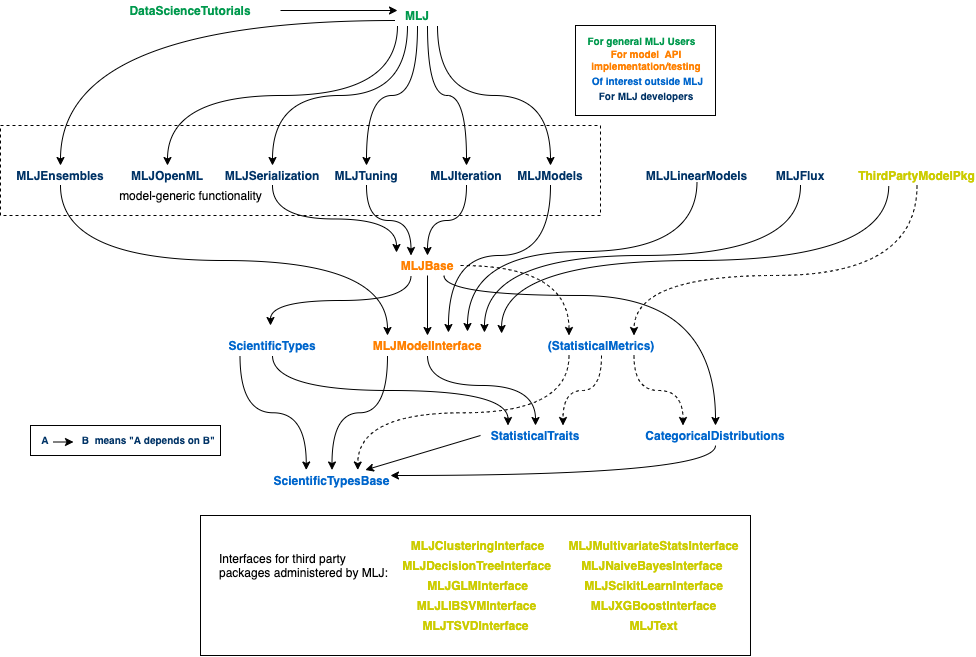 DataScienceTutorials
MLJ
For general MLJ Users
For model API
implementation/testing
Of interest outside MLJ
For MLJ developers
MLJEnsembles
MLJOpenML
MLJSerialization
MLJTuning
MLJIteration
MLJModels
MLJLinearModels
MLJFlux
ThirdPartyModelPkg
model-generic functionality
MLJBase
ScientificTypes
MLJModelInterface
(StatisticalMetrics)
A B means "A depends on B"
StatisticalTraits
CategoricalDistributions
ScientificTypesBase
Interfaces for third party
packages administered by MLJ:
MLJClusteringInterface
MLJDecisionTreeInterface
MLJGLMInterface
MLJLIBSVMInterface
MLJTSVDInterface
MLJMultivariateStatsInterface
MLJNaiveBayesInterface
MLJScikitLearnInterface
MLJXGBoostInterface
MLJText